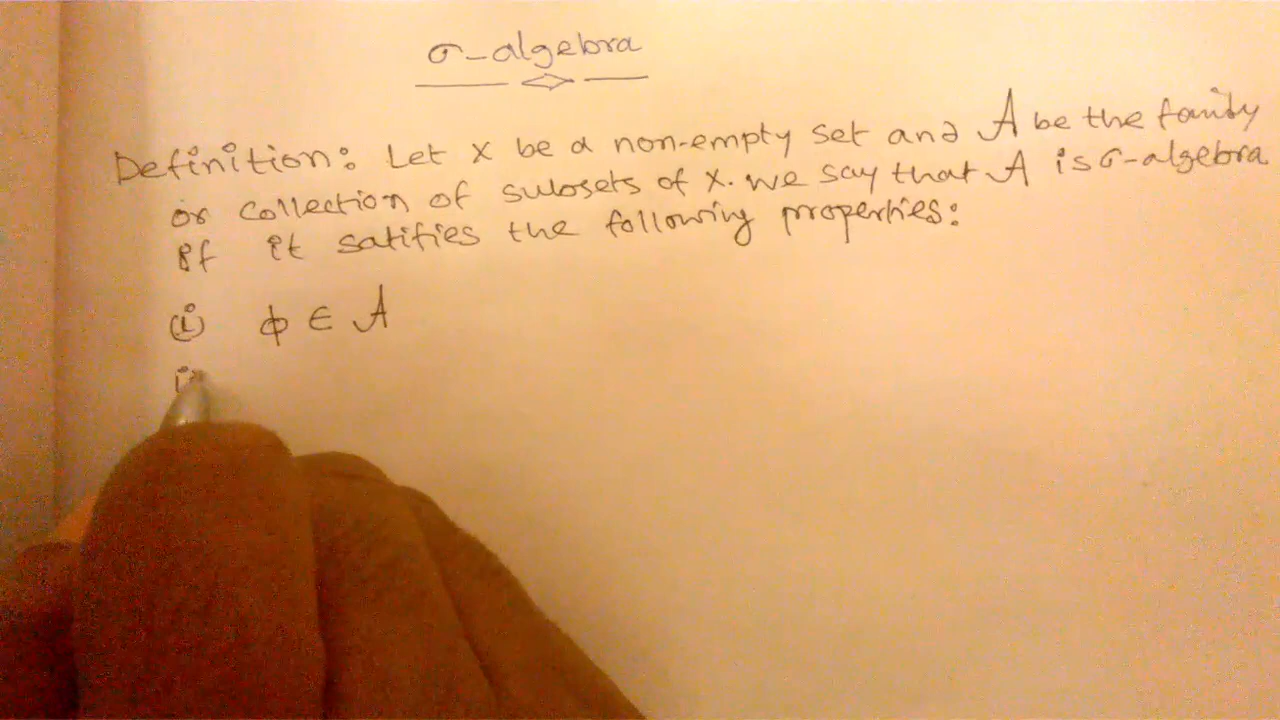 σ-algebra
Definition: Let X be a non-empty set and A be the family
or collection of subsets of X. we say that A is σ-algebra
if it satifies the following properties:
(i) ϕ ∈ A
ii